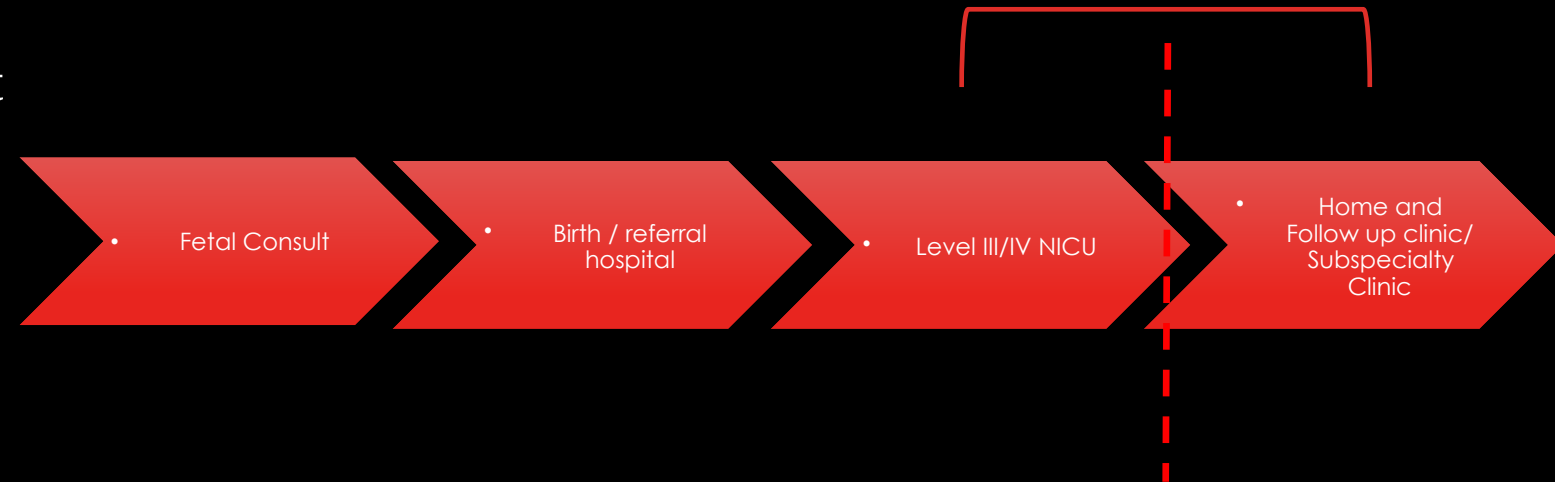 t
• Fetal Consult
• Birth / referral
hospital
• Level III/IV NICU
• Home and
Follow up clinic/
Subspecialty
Clinic